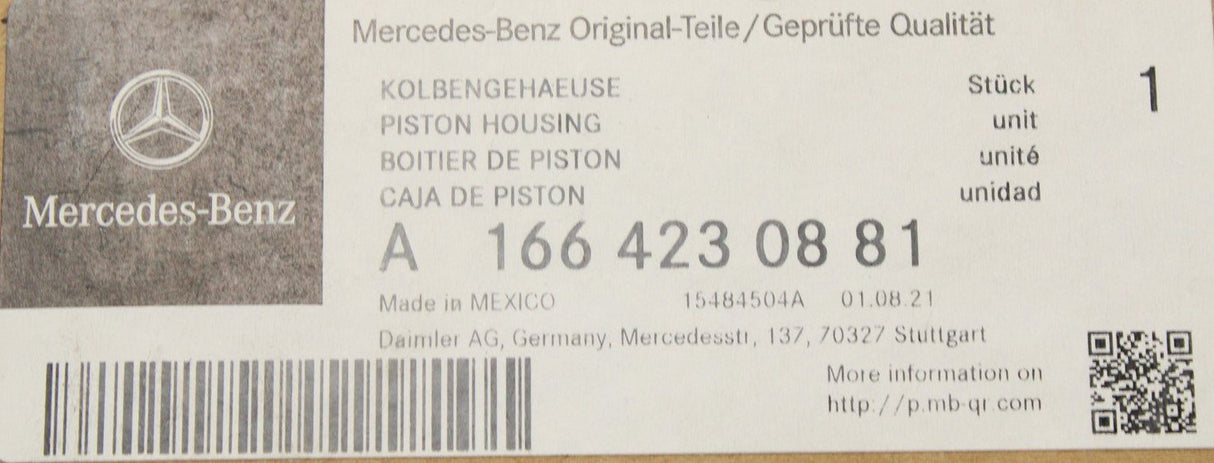 Mercedes-Benz Original-Teile/Geprüfte Qualität
KOLBENGEHAEUSE Stück 1
PISTON HOUSING unit
BOITIER DE PISTON unité
CAJA DE PISTON unidad
Mercedes-Benz
A 166 423 08 81
Made in MEXICO 15484504A 01.08.21
Daimler AG, Germany, Mercedesstr, 137, 70327 Stuttgart
More information on
http://p.mb-qr.com